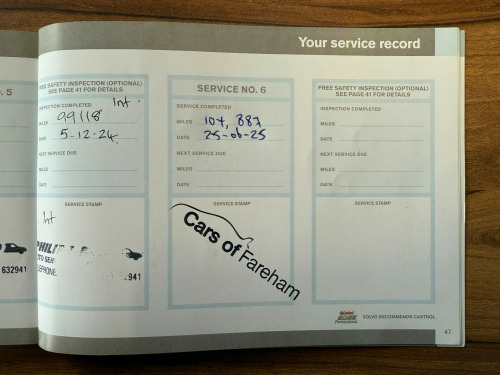 Your service record
. 5
FREE SAFETY INSPECTION (OPTIONAL)
SEE PAGE 41 FOR DETAILS
INSPECTION COMPLETED Int.
MILES 99118
DATE 5-12-24
NEXT SERVICE DUE
MILES
DATE
SERVICE STAMP
Int
632941
941
SERVICE NO. 6
SERVICE COMPLETED
MILES 104, 887
DATE 25-06-25
NEXT SERVICE DUE
MILES
DATE
SERVICE STAMP
Cars of Fareham
FREE SAFETY INSPECTION (OPTIONAL)
SEE PAGE 41 FOR DETAILS
INSPECTION COMPLETED
MILES
DATE
NEXT SERVICE DUE
MILES
DATE
SERVICE STAMP
Castrol
EDGE
VOLVO RECOMMENDS CASTROL
47